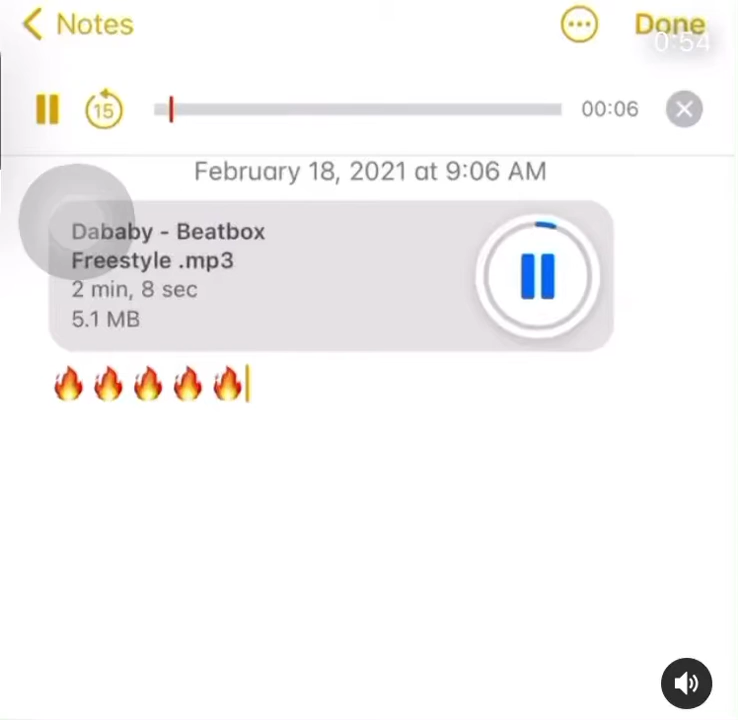 Notes
Done
0:54
15
00:06
February 18, 2021 at 9:06 AM
Dababy - Beatbox
Freestyle .mp3
2 min, 8 sec
5.1 MB
🔥🔥🔥🔥🔥